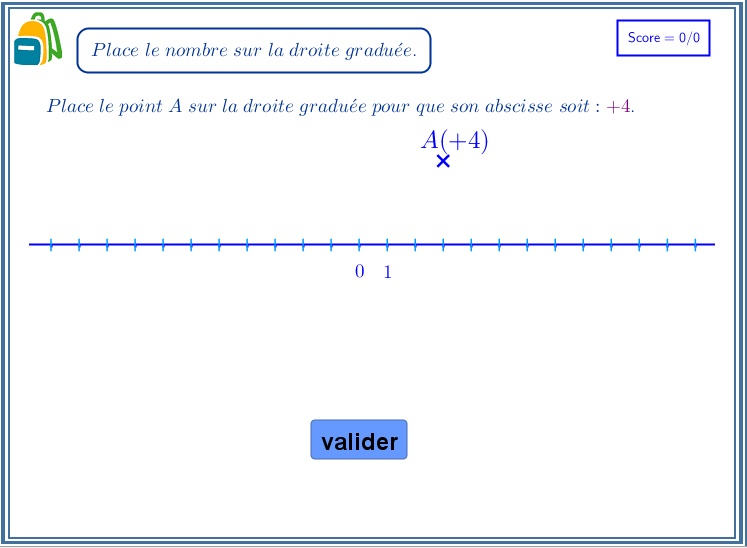 Place le nombre sur la droite graduée.
Score = 0/0
Place le point A sur la droite graduée pour que son abscisse soit : +4.
A(+4)
0 1
valider